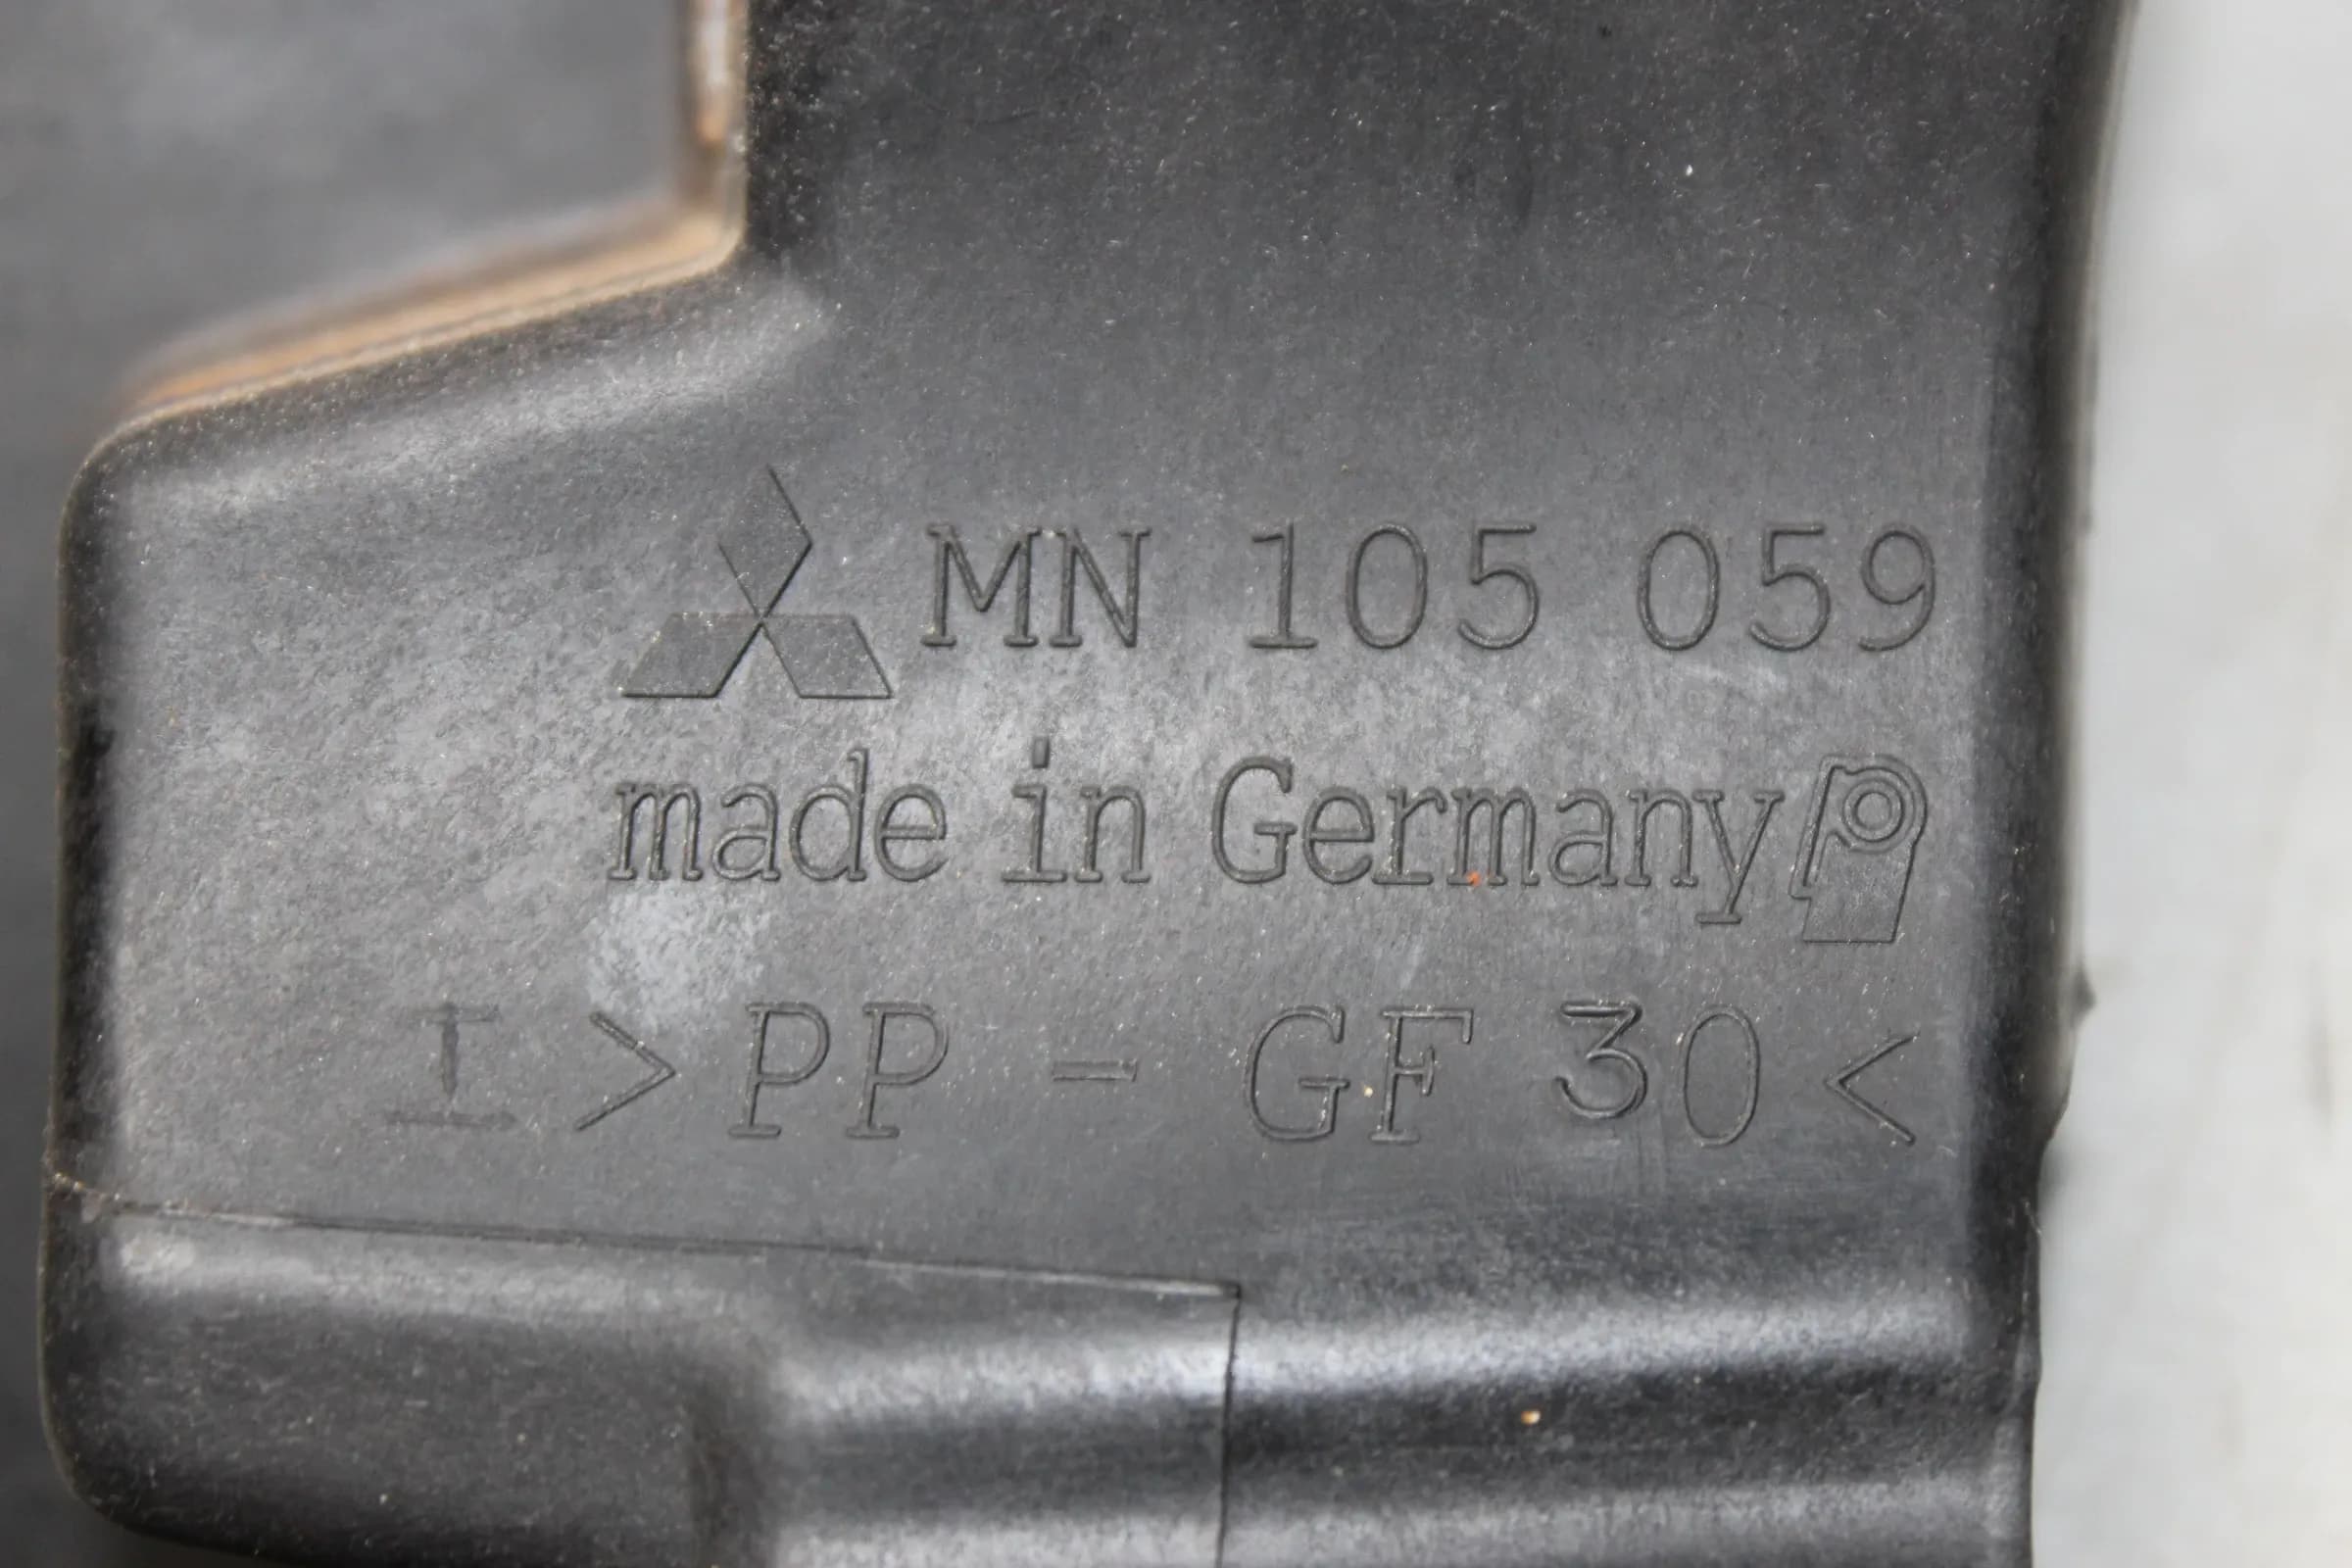 MN 105 059
made in Germany
I >PP - GF 30<